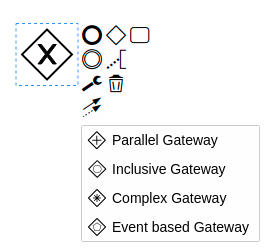 X
Parallel Gateway
Inclusive Gateway
Complex Gateway
Event based Gateway